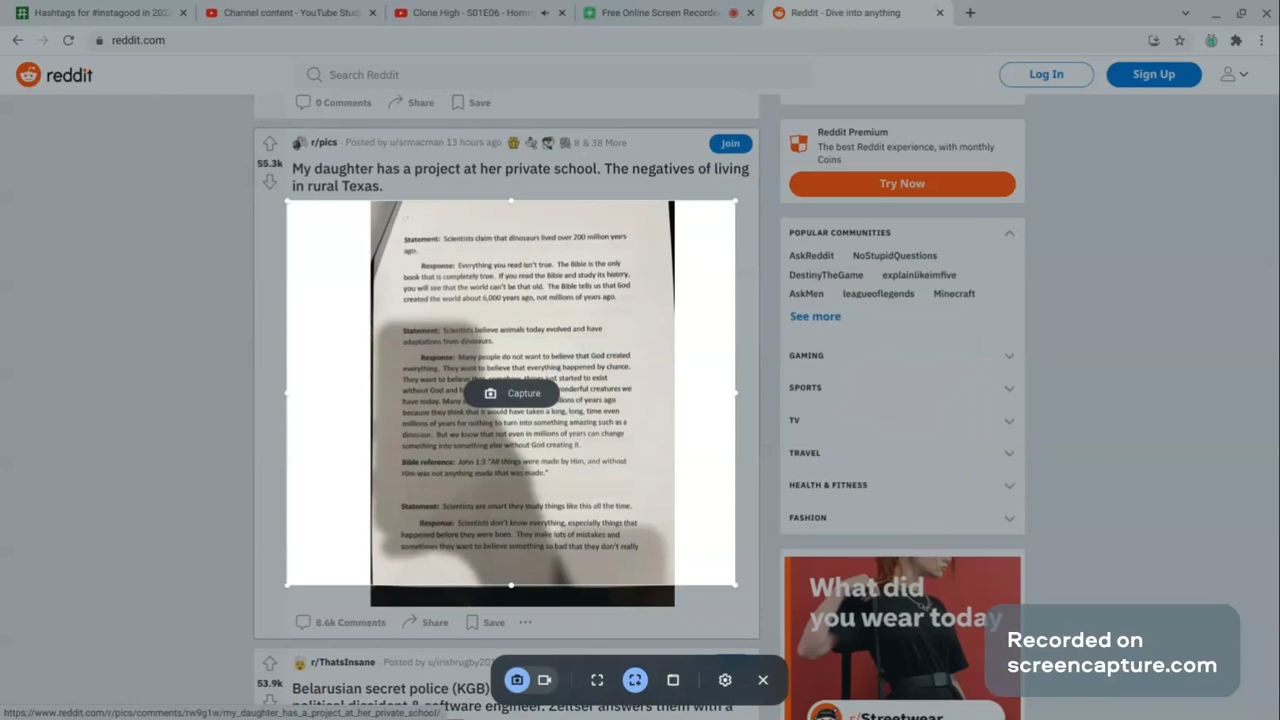 Hashtags for #instagood in 202
Channel content - YouTube Stud
Clone High - S01E06 - Home
Free Online Screen Recorde
Reddit - Dive into anything
reddit.com
reddit
Search Reddit
Log In
Sign Up
0 Comments
Share
Save
r/pics · Posted by u/srmacman 13 hours ago
8 & 38 More
Join
55.3k
My daughter has a project at her private school. The negatives of living
in rural Texas.
Statement: Scientists claim that dinosaurs lived over 200 million years
ago.
Response: Everything you read isn't true. The Bible is the only
book that is completely true. If you read the Bible and study its history,
you will see that the world can't be that old. The Bible tells us that God
created the world about 6,000 years ago, not millions of years ago.
Statement: Scientists believe animals today evolved and have
adaptations from dinosaurs.
Response: Many people do not want to believe that God created
everything. They want to believe that everything happened by chance.
They want to believe that, somehow, things just started to exist
without God and wonderful creatures we
have today. Many llions of years ago
because they think that it would have taken a long, long, time even
millions of years for nothing to turn into something amazing such as a
dinosaur. But we know that not even in millions of years can change
something into something else without God creating it.
Bible reference: John 1:3 "All things were made by Him, and without
Him was not anything made that was made."
Statement: Scientists are smart they study things like this all the time.
Response: Scientists don't know everything, especially things that
happened before they were born. They make lots of mistakes and
sometimes they want to believe something so bad that they don't really
Capture
8.6k Comments
Share
Save
r/ThatsInsane · Posted by u/irishrugby20
53.9k
Belarusian secret police (KGB)
political dissident & software engineer. Zeltser answers them with a
Reddit Premium
The best Reddit experience, with monthly
Coins
Try Now
POPULAR COMMUNITIES
AskReddit
NoStupidQuestions
DestinyTheGame
explainlikeimfive
AskMen
leagueoflegends
Minecraft
See more
GAMING
SPORTS
TV
TRAVEL
HEALTH & FITNESS
FASHION
What did
you wear today
r/Streetwear
Recorded on
screencapture.com
https://www.reddit.com/r/pics/comments/rw9g1w/my_daughter_has_a_project_at_her_private_school/